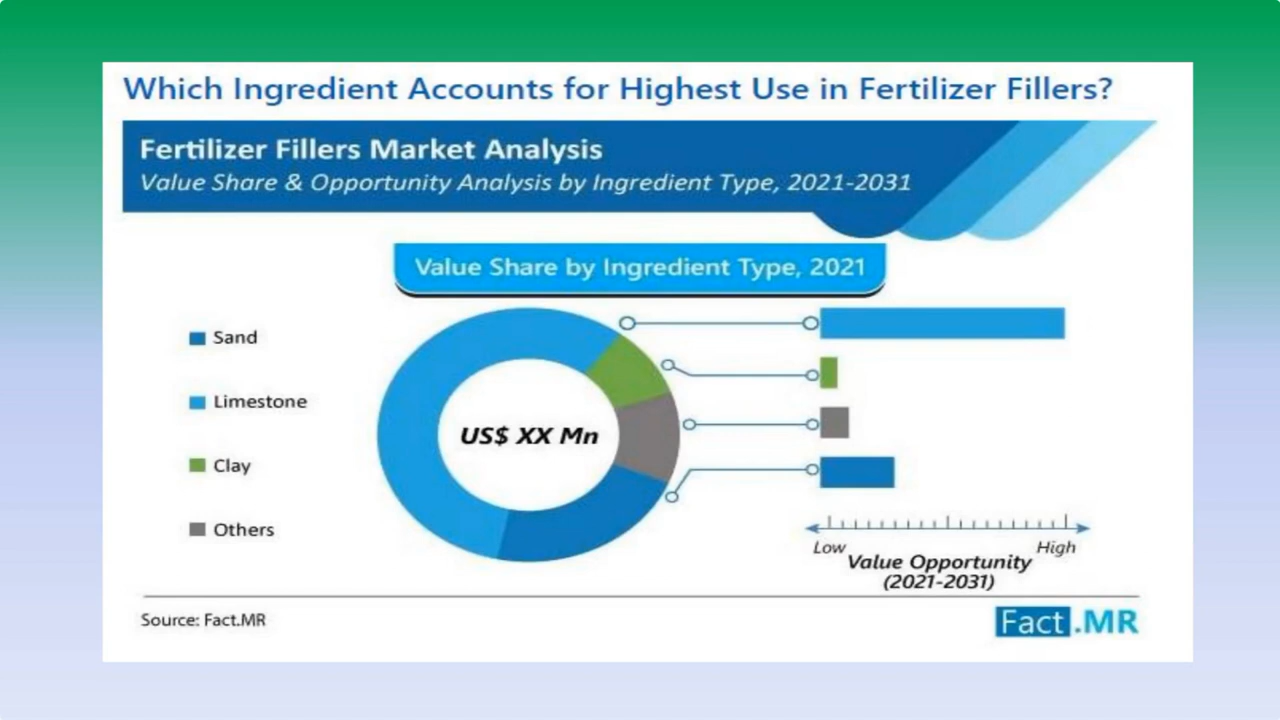 Which Ingredient Accounts for Highest Use in Fertilizer Fillers?
Fertilizer Fillers Market Analysis
Value Share & Opportunity Analysis by Ingredient Type, 2021-2031
Value Share by Ingredient Type, 2021
Sand
Limestone
Clay
Others
US$ XX Mn
Low
High
Value Opportunity
(2021-2031)
Source: Fact.MR
Fact.MR